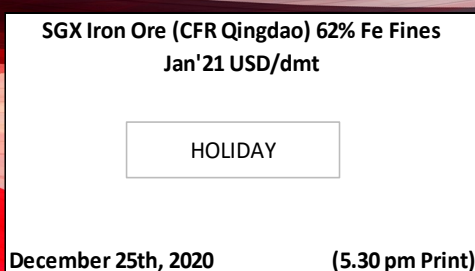 SGX Iron Ore (CFR Qingdao) 62% Fe Fines
Jan'21 USD/dmt
HOLIDAY
December 25th, 2020 (5.30 pm Print)